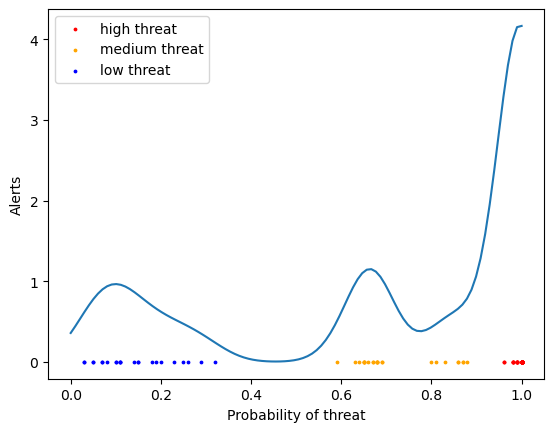 high threat
medium threat
low threat
4
3
2
1
0
Alerts
0.0 0.2 0.4 0.6 0.8 1.0
Probability of threat